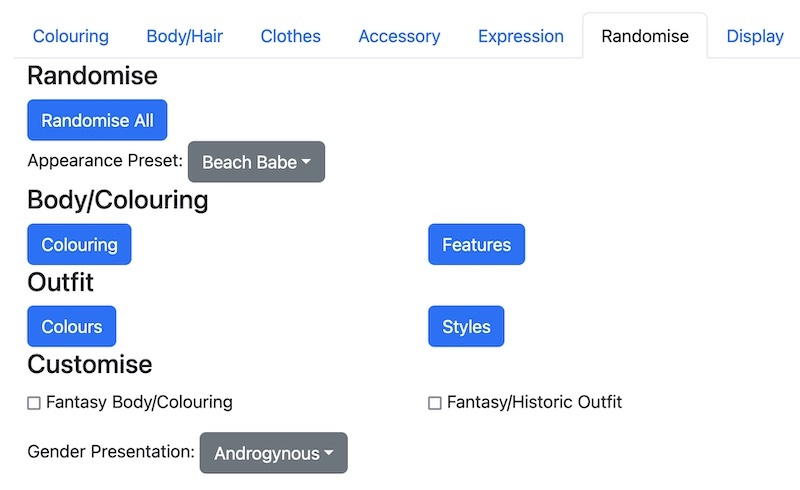 Colouring Body/Hair Clothes Accessory Expression Randomise Display
Randomise
Randomise All
Appearance Preset: Beach Babe
Body/Colouring
Colouring Features
Outfit
Colours Styles
Customise
Fantasy Body/Colouring Fantasy/Historic Outfit
Gender Presentation: Androgynous